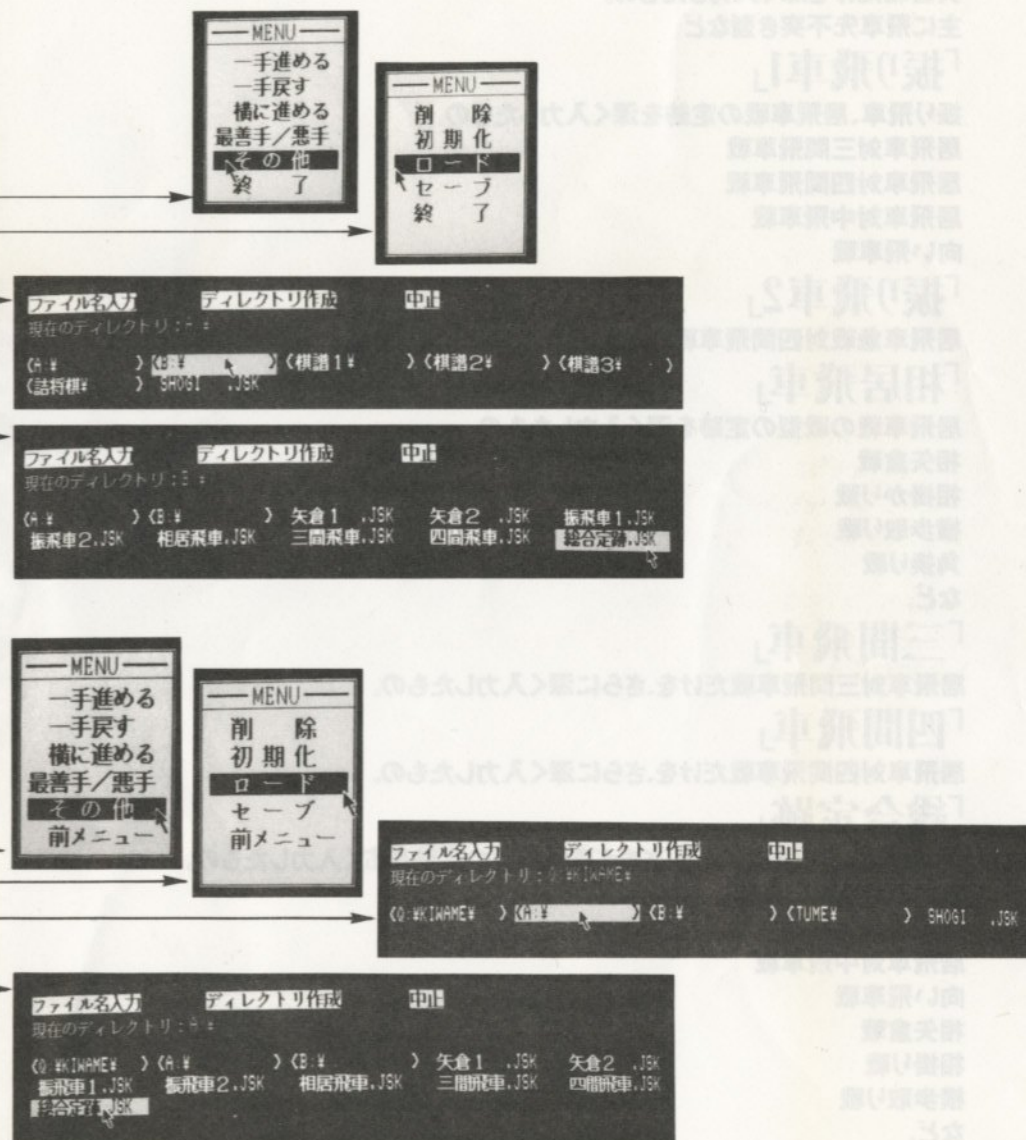 MENU
一手進める
一手戻す
横に進める
最善手／悪手
その他
終　了
MENU
削　除
初期化
ロード
セーブ
終　了
ファイル名入力　ディレクトリ作成　中止
現在のディレクトリ：A:¥
<A:¥ > <B:¥ > <棋譜1¥ > <棋譜2¥ > <棋譜3¥ >
<詰将棋¥ > SHOGI .JSK
ファイル名入力　ディレクトリ作成　中止
現在のディレクトリ：B:¥
<A:¥ > <B:¥ > 矢倉1 .JSK 矢倉2 .JSK 振飛車1.JSK
振飛車2.JSK 相居飛車.JSK 三間飛車.JSK 四間飛車.JSK 総合定跡.JSK
MENU
一手進める
一手戻す
横に進める
最善手／悪手
その他
前メニュー
MENU
削　除
初期化
ロード
セーブ
前メニュー
ファイル名入力　ディレクトリ作成　中止
現在のディレクトリ：Q:¥KIWAME¥
<Q:¥KIWAME¥ > <A:¥ > <B:¥ > <TUME¥ > SHOGI .JSK
ファイル名入力　ディレクトリ作成　中止
現在のディレクトリ：A:¥
<Q:¥KIWAME¥ > <A:¥ > <B:¥ > 矢倉1 .JSK 矢倉2 .JSK
振飛車1.JSK 振飛車2.JSK 相居飛車.JSK 三間飛車.JSK 四間飛車.JSK
総合定跡.JSK